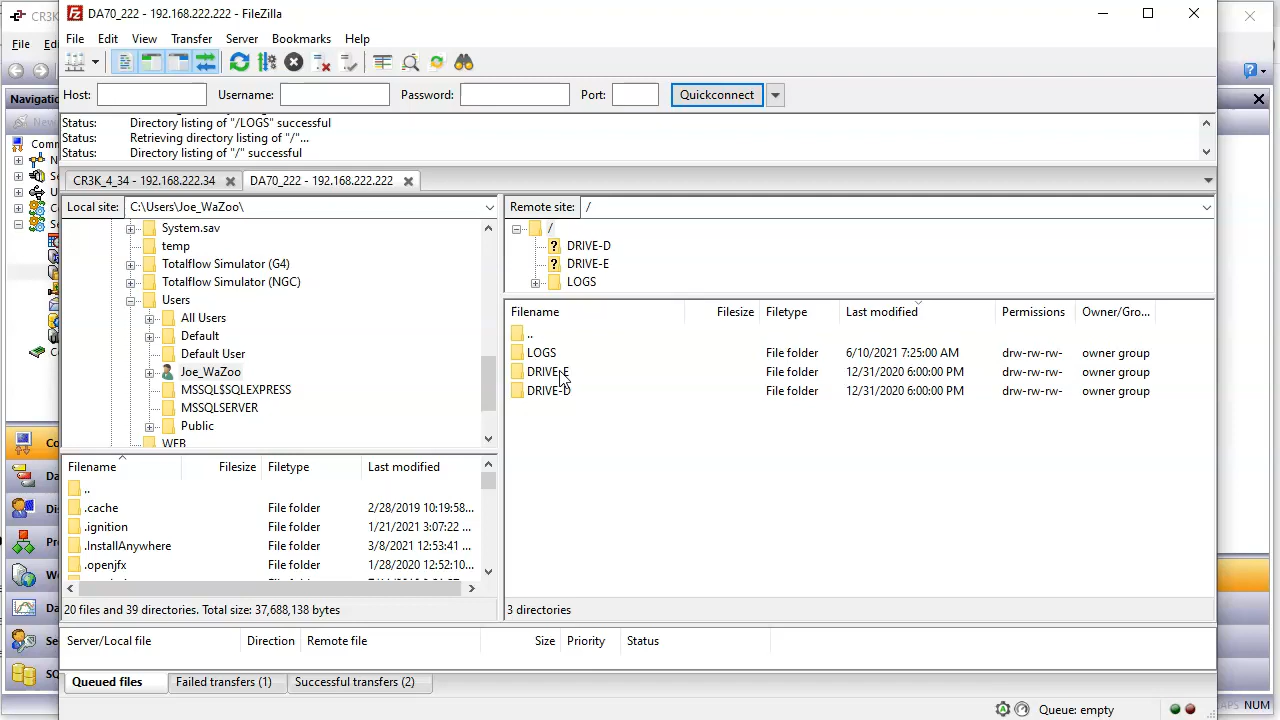 CR3K
DA70_222 - 192.168.222.222 - FileZilla
File Ed
File Edit View Transfer Server Bookmarks Help
Host: Username: Password: Port: Quickconnect
Navigatio
New
Status: Directory listing of "/LOGS" successful
Status: Retrieving directory listing of "/"...
Status: Directory listing of "/" successful
Comm
CR3K_4_34 - 192.168.222.34 DA70_222 - 192.168.222.222
Local site: C:\Users\Joe_WaZoo\ Remote site: /
System.sav
temp
Totalflow Simulator (G4)
Totalflow Simulator (NGC)
Users
All Users
Default
Default User
Joe_WaZoo
MSSQL$SQLEXPRESS
MSSQLSERVER
Public
WEB
/
? DRIVE-D
? DRIVE-E
LOGS
Filename Filesize Filetype Last modified Permissions Owner/Gro...
..
LOGS File folder 6/10/2021 7:25:00 AM drw-rw-rw- owner group
DRIVE-E File folder 12/31/2020 6:00:00 PM drw-rw-rw- owner group
DRIVE-D File folder 12/31/2020 6:00:00 PM drw-rw-rw- owner group
Filename Filesize Filetype Last modified
..
.cache File folder 2/28/2019 10:19:58...
.ignition File folder 1/21/2021 3:07:22 ...
.InstallAnywhere File folder 3/8/2021 12:53:41 ...
.openjfx File folder 1/28/2020 12:52:10...
20 files and 39 directories. Total size: 37,688,138 bytes
3 directories
Server/Local file Direction Remote file Size Priority Status
Queued files Failed transfers (1) Successful transfers (2)
Queue: empty
NUM